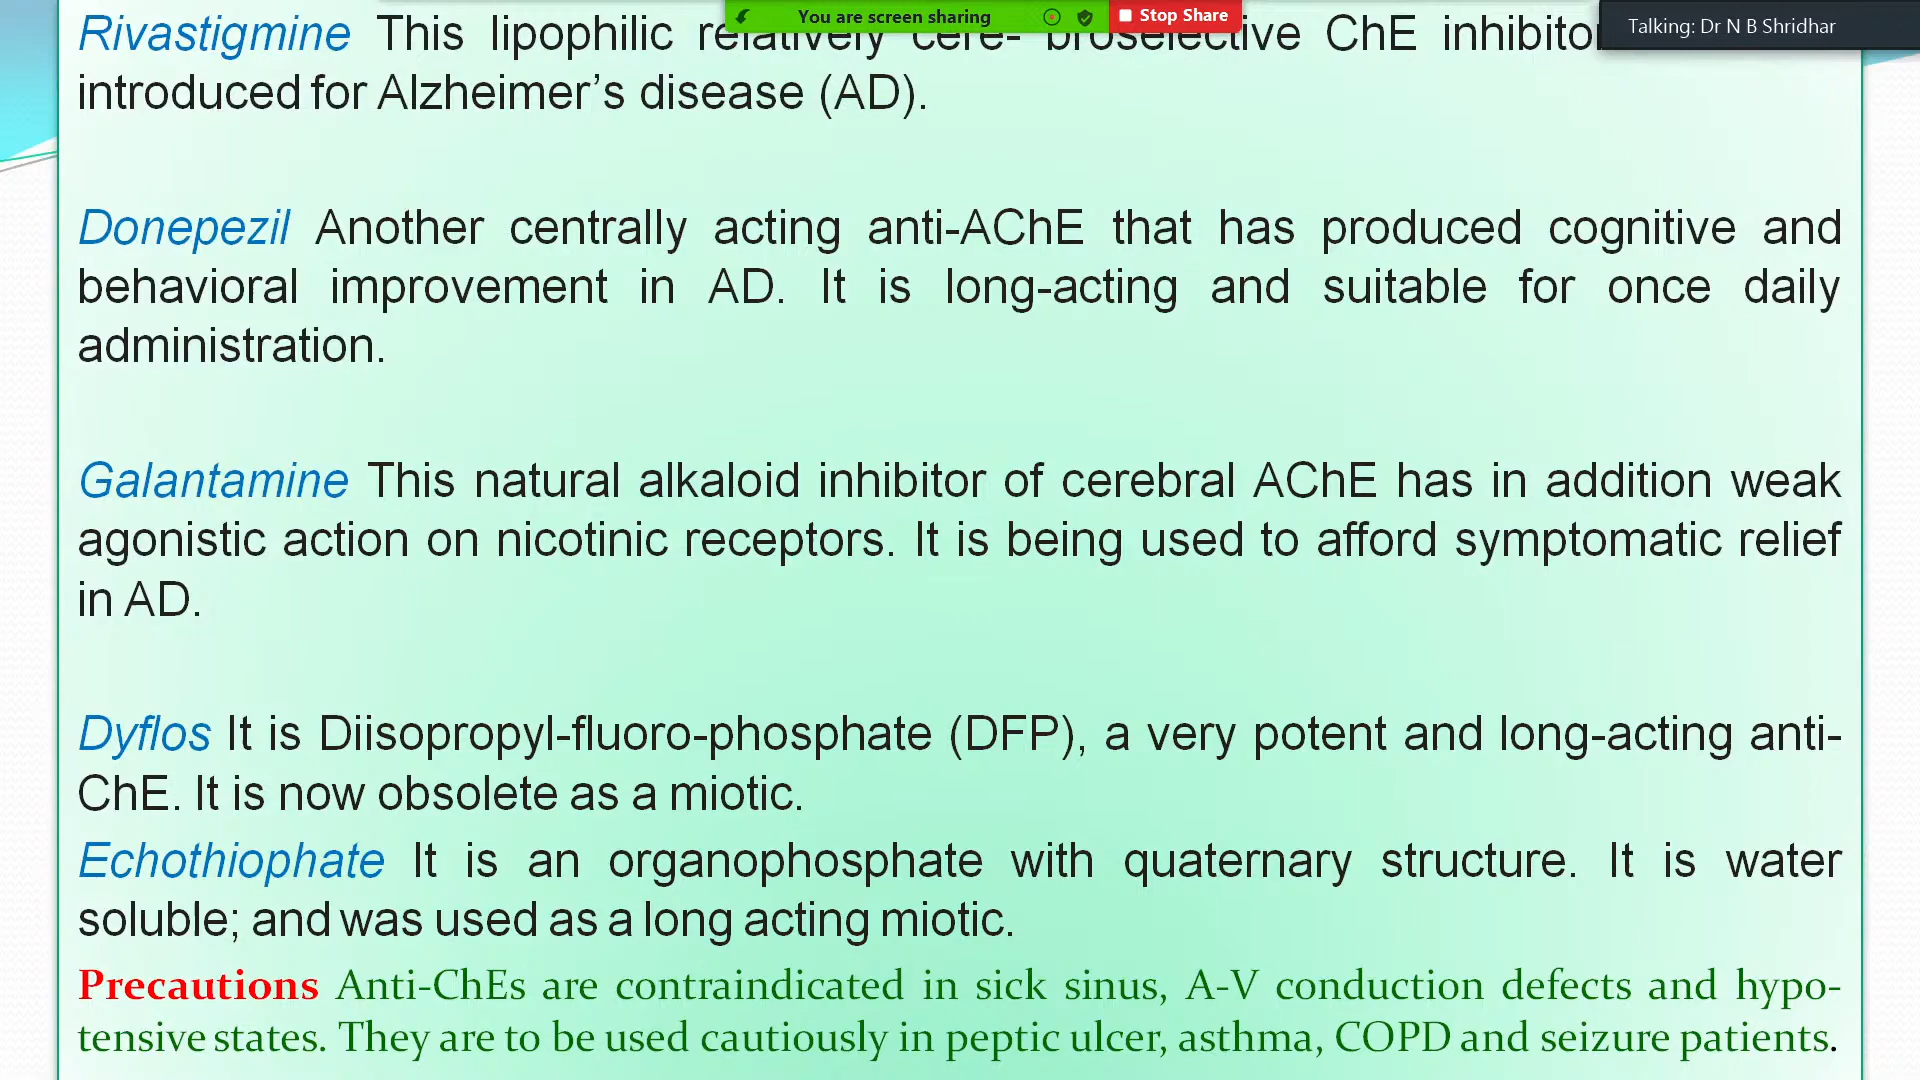 You are screen sharing
Stop Share
Talking: Dr N B Shridhar
Rivastigmine This lipophilic relatively cere- broselective ChE inhibitor
introduced for Alzheimer’s disease (AD).
Donepezil Another centrally acting anti-AChE that has produced cognitive and
behavioral improvement in AD. It is long-acting and suitable for once daily
administration.
Galantamine This natural alkaloid inhibitor of cerebral AChE has in addition weak
agonistic action on nicotinic receptors. It is being used to afford symptomatic relief
in AD.
Dyflos It is Diisopropyl-fluoro-phosphate (DFP), a very potent and long-acting anti-
ChE. It is now obsolete as a miotic.
Echothiophate It is an organophosphate with quaternary structure. It is water
soluble; and was used as a long acting miotic.
Precautions Anti-ChEs are contraindicated in sick sinus, A-V conduction defects and hypo-
tensive states. They are to be used cautiously in peptic ulcer, asthma, COPD and seizure patients.